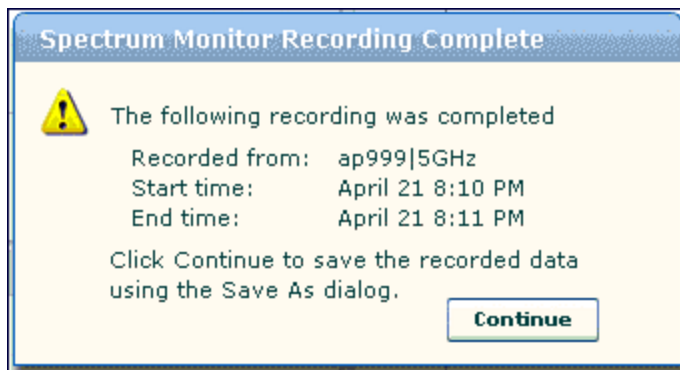 Spectrum Monitor Recording Complete
The following recording was completed
Recorded from: ap999|5GHz
Start time: April 21 8:10 PM
End time: April 21 8:11 PM
Click Continue to save the recorded data
using the Save As dialog.
Continue